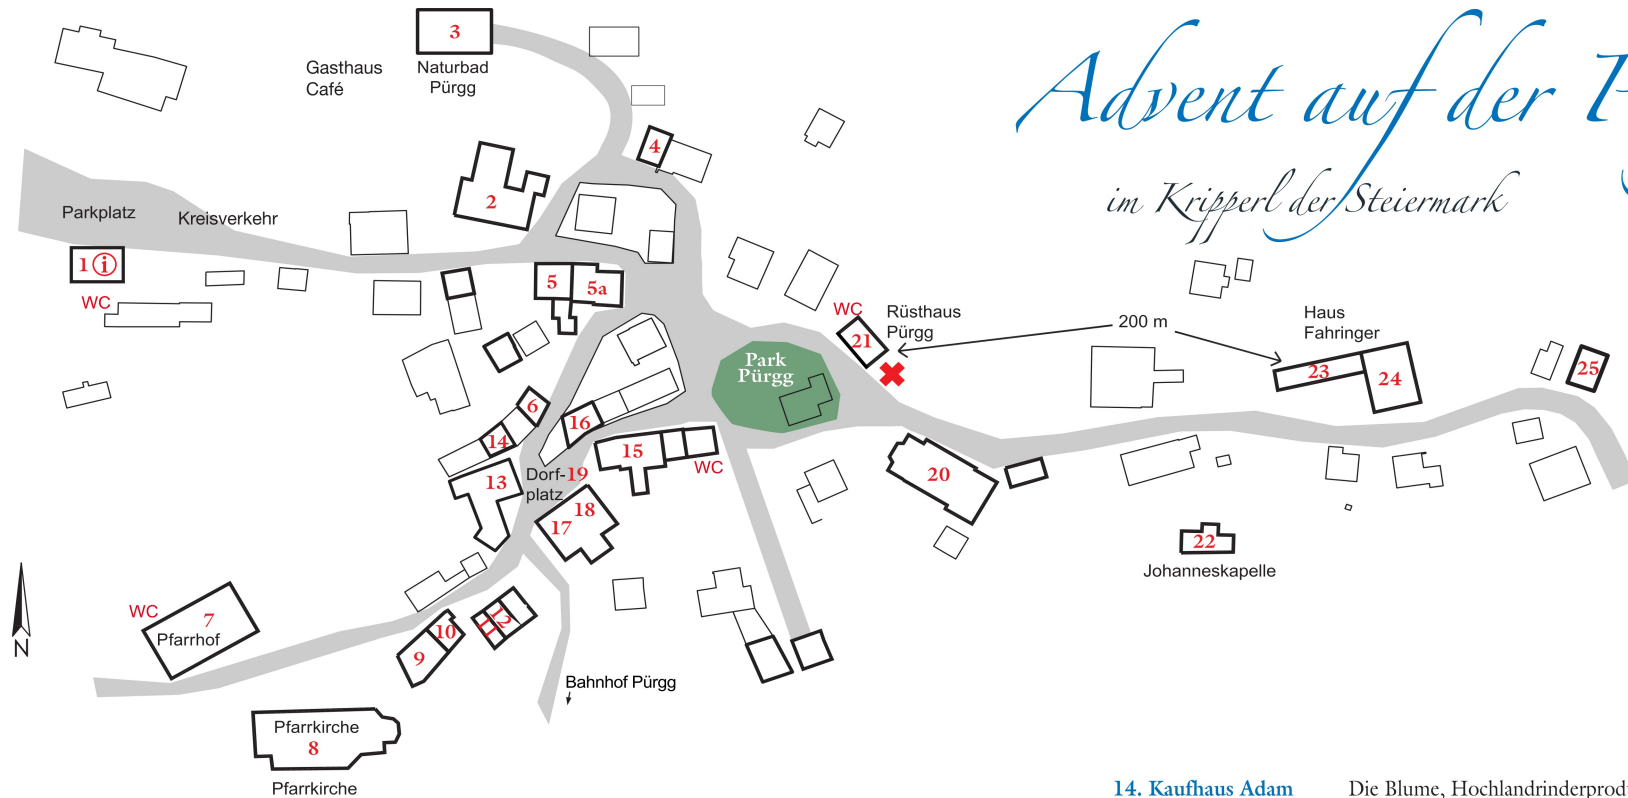 Advent auf der P
im Kripperl der Steiermark
3
Naturbad
Pürgg
Gasthaus
Café
4
2
Parkplatz
Kreisverkehr
1 i
WC
5
5a
WC
21
Rüsthaus
Pürgg
200 m
Haus
Fahringer
23
24
25
Park
Pürgg
6
16
14
15
WC
13
Dorf-
platz
19
18
17
20
22
Johanneskapelle
WC
7
Pfarrhof
N
10
9
11
12
Bahnhof Pürgg
Pfarrkirche
8
Pfarrkirche
14. Kaufhaus Adam
Die Blume, Hochlandrinderprodu